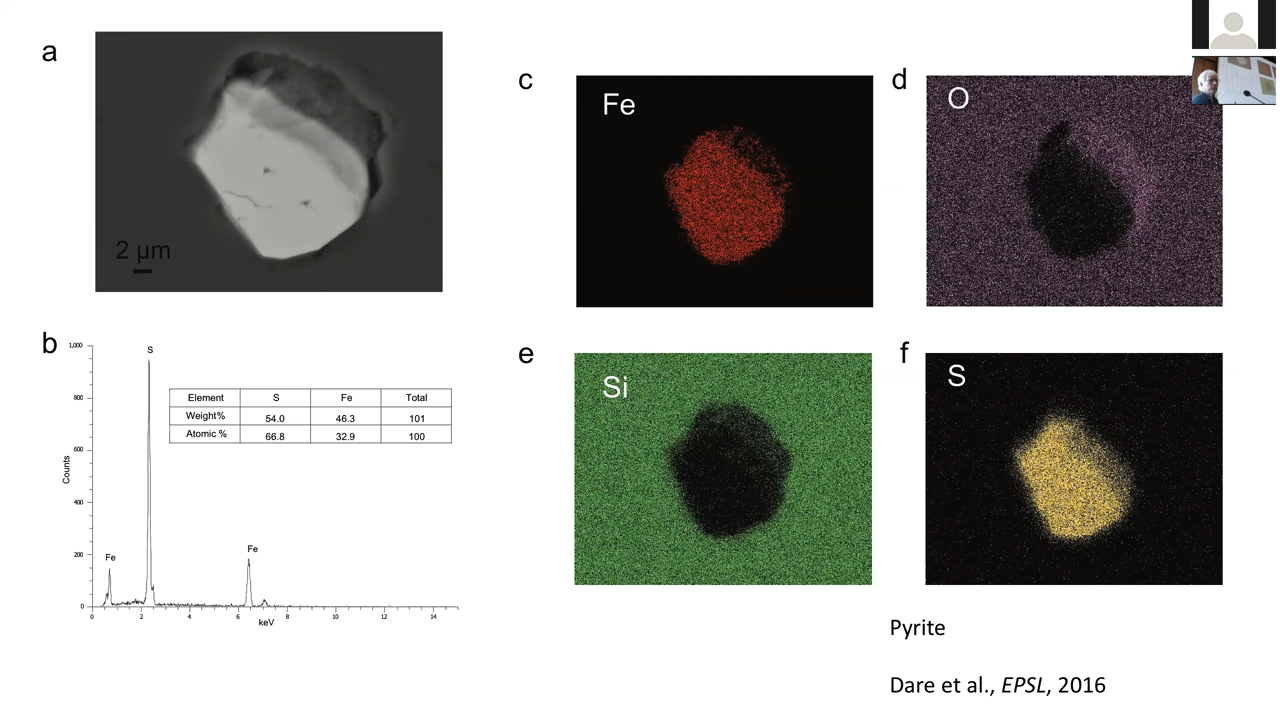 a
2 µm
b
1,000
800
600
400
200
0
Counts
S
Fe
Fe
Element S Fe Total
Weight% 54.0 46.3 101
Atomic % 66.8 32.9 100
0 2 4 6 8 10 12 14
keV
c
Fe
d
O
e
Si
f
S
Pyrite
Dare et al., EPSL, 2016